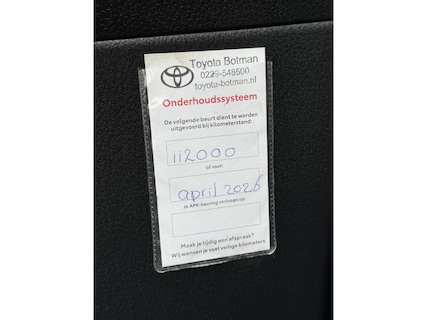 Toyota Botman
0229-548500
toyota-botman.nl
Onderhoudssysteem
De volgende beurt dient te worden
uitgevoerd bij kilometerstand:
112000
of voor:
april 2026
Je APK-keuring verloopt op:
Maak je tijdig een afspraak?
Wij wensen je veel veilige kilometers